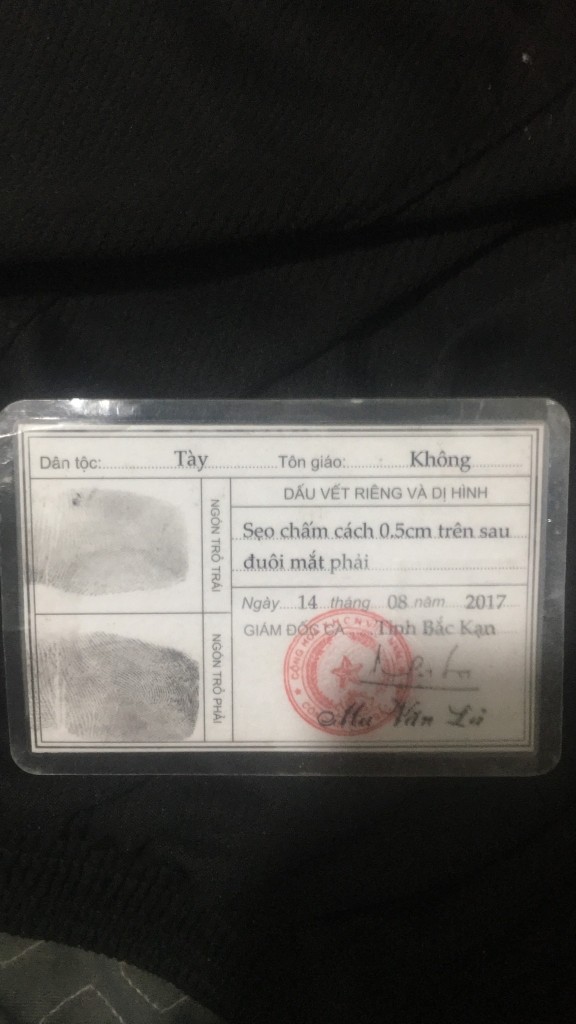 Dân tộc: Tày Tôn giáo: Không
DẤU VẾT RIÊNG VÀ DỊ HÌNH
NGÓN TRỎ TRÁI
Sẹo chấm cách 0.5cm trên sau
đuôi mắt phải
Ngày 14 tháng 08 năm 2017
GIÁM ĐỐC CA Tỉnh Bắc Kạn
NGÓN TRỎ PHẢI
Văn